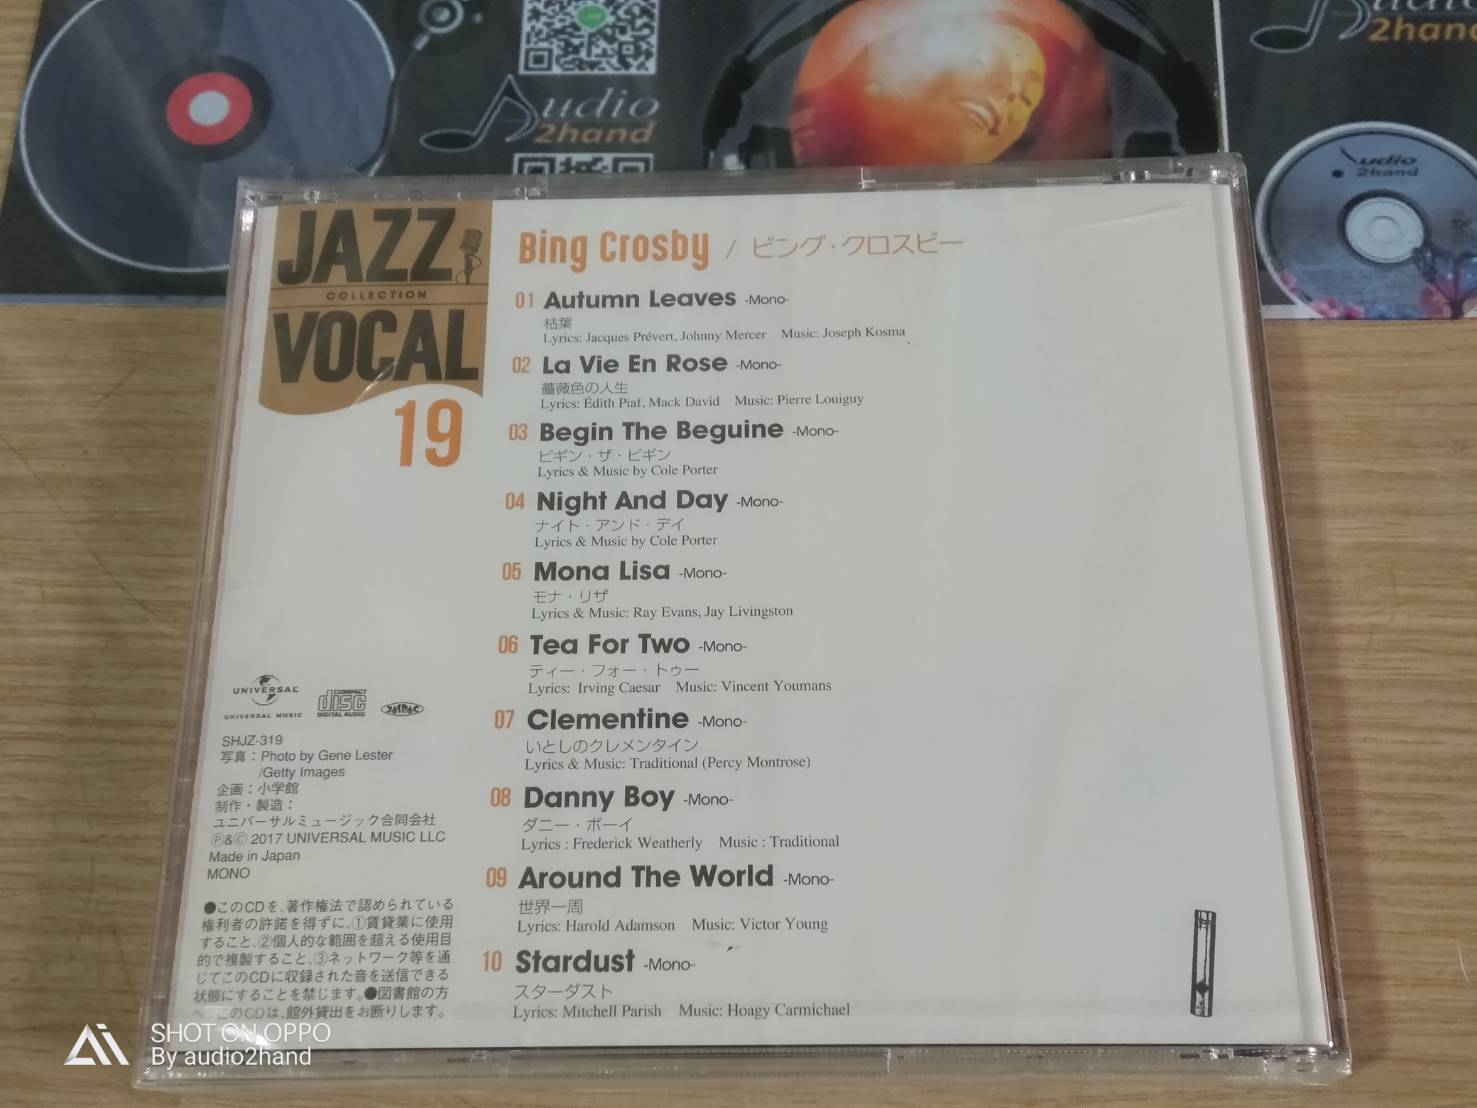 udio
2hand
udio
2hand
udio
2hand
JAZZ
COLLECTION
VOCAL
19
Bing Crosby / ビング・クロスビー
01 Autumn Leaves -Mono-
枯葉
Lyrics: Jacques Prévert, Johnny Mercer Music: Joseph Kosma
02 La Vie En Rose -Mono-
薔薇色の人生
Lyrics: Édith Piaf, Mack David Music: Pierre Louiguy
03 Begin The Beguine -Mono-
ビギン・ザ・ビギン
Lyrics & Music by Cole Porter
04 Night And Day -Mono-
ナイト・アンド・デイ
Lyrics & Music by Cole Porter
05 Mona Lisa -Mono-
モナ・リザ
Lyrics & Music: Ray Evans, Jay Livingston
06 Tea For Two -Mono-
ティー・フォー・トゥー
Lyrics: Irving Caesar Music: Vincent Youmans
07 Clementine -Mono-
いとしのクレメンタイン
Lyrics & Music: Traditional (Percy Montrose)
08 Danny Boy -Mono-
ダニー・ボーイ
Lyrics : Frederick Weatherly Music : Traditional
09 Around The World -Mono-
世界一周
Lyrics: Harold Adamson Music: Victor Young
10 Stardust -Mono-
スターダスト
Lyrics: Mitchell Parish Music: Hoagy Carmichael
UNIVERSAL
UNIVERSAL MUSIC
COMPACT
disc
DIGITAL AUDIO
JASRAC
SHJZ-319
写真：Photo by Gene Lester
/Getty Images
企画：小学館
制作・製造：
ユニバーサルミュージック合同会社
Ⓟ&Ⓒ 2017 UNIVERSAL MUSIC LLC
Made in Japan
MONO
●このCDを、著作権法で認められている
権利者の許諾を得ずに、①賃貸業に使用
すること、②個人的な範囲を超える使用目
的で複製すること、③ネットワーク等を通
じてこのCDに収録された音を送信できる
状態にすることを禁じます。●図書館の方
へ：このCDは、館外貸出をお断りします。
SHOT ON OPPO
By audio2hand